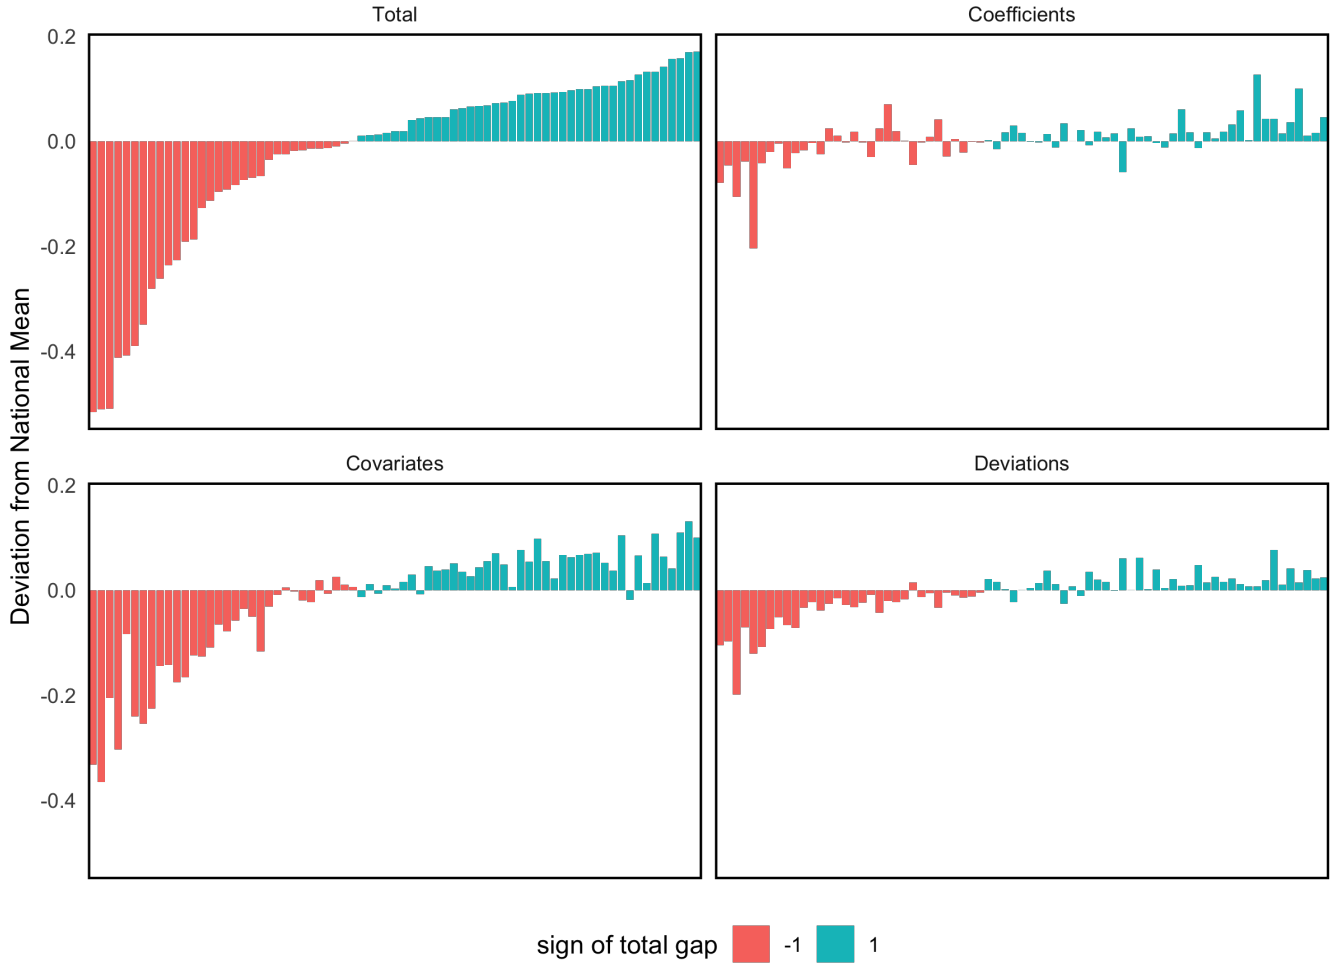 Total
Coefficients
0.2
0.0
-0.2
-0.4
Deviation from National Mean
Covariates
Deviations
0.2
0.0
-0.2
-0.4
sign of total gap -1 1